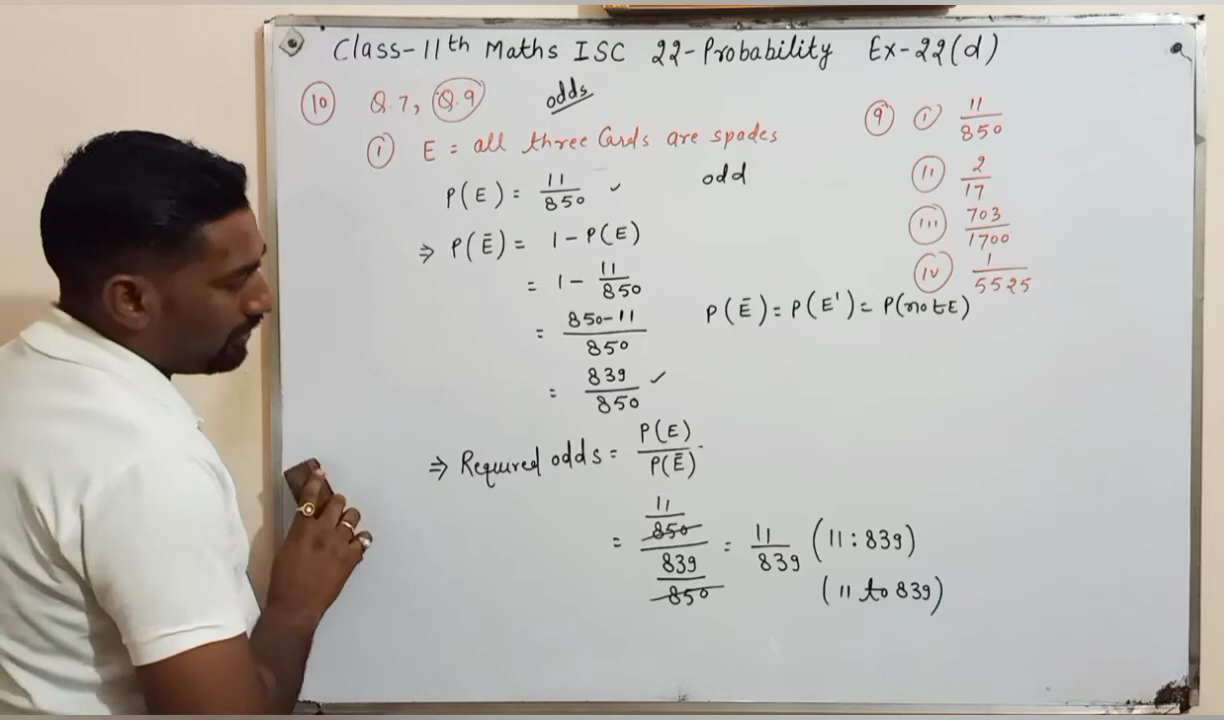 Class-11th Maths ISC 22-Probability Ex-22(d)
10 Q.7, Q.9 odds
i E = all three Cards are spades
P(E) = 11/850 ✓ odd
⇒ P(Ē) = 1-P(E)
= 1- 11/850
= 850-11/850
= 839/850 ✓
⇒ Required odds = P(E)/P(Ē)
= 11/850 / 839/850 = 11/839 (11:839)
(11 to 839)
9 i 11/850
ii 2/17
iii 703/1700
iv 1/5525
P(Ē) = P(E') = P(not E)